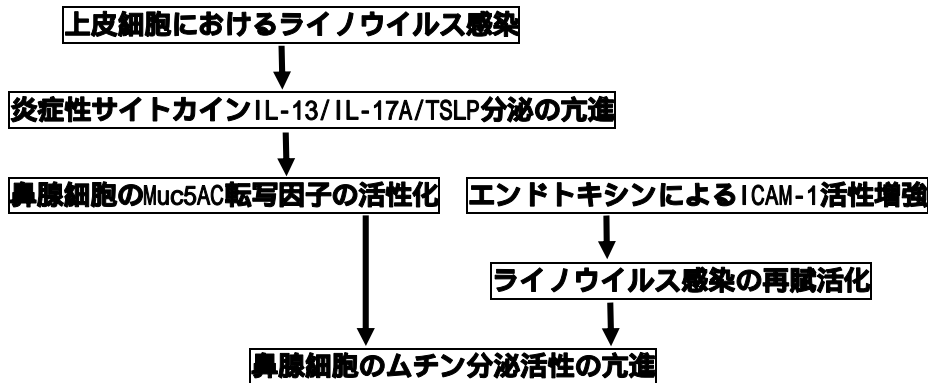 上皮細胞におけるライノウイルス感染
炎症性サイトカインIL-13/IL-17A/TSLP分泌の亢進
鼻腺細胞のMuc5AC転写因子の活性化
エンドトキシンによるICAM-1活性増強
ライノウイルス感染の再賦活化
鼻腺細胞のムチン分泌活性の亢進